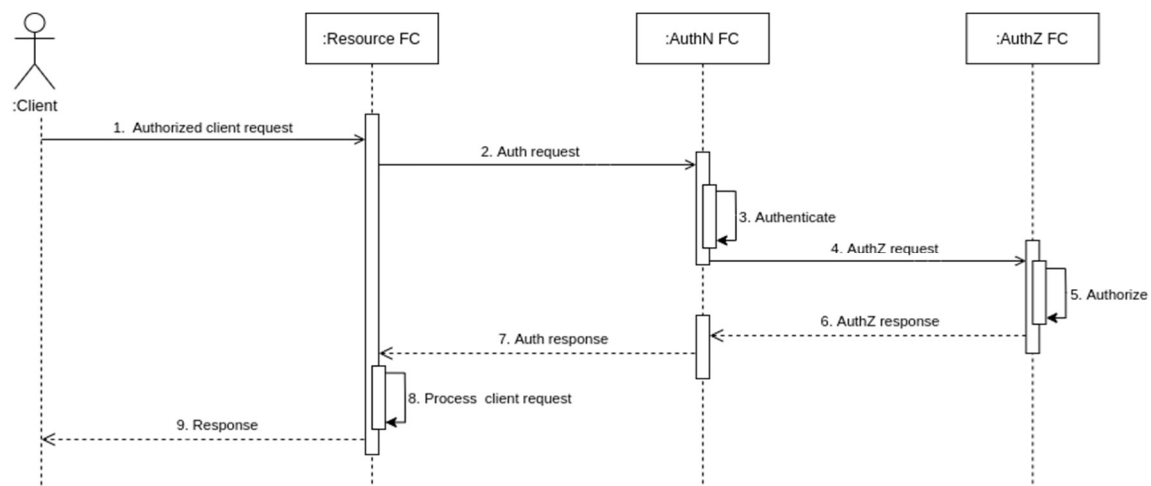 :Resource FC
:AuthN FC
:AuthZ FC
:Client
1. Authorized client request
2. Auth request
3. Authenticate
4. AuthZ request
5. Authorize
6. AuthZ response
7. Auth response
8. Process client request
9. Response